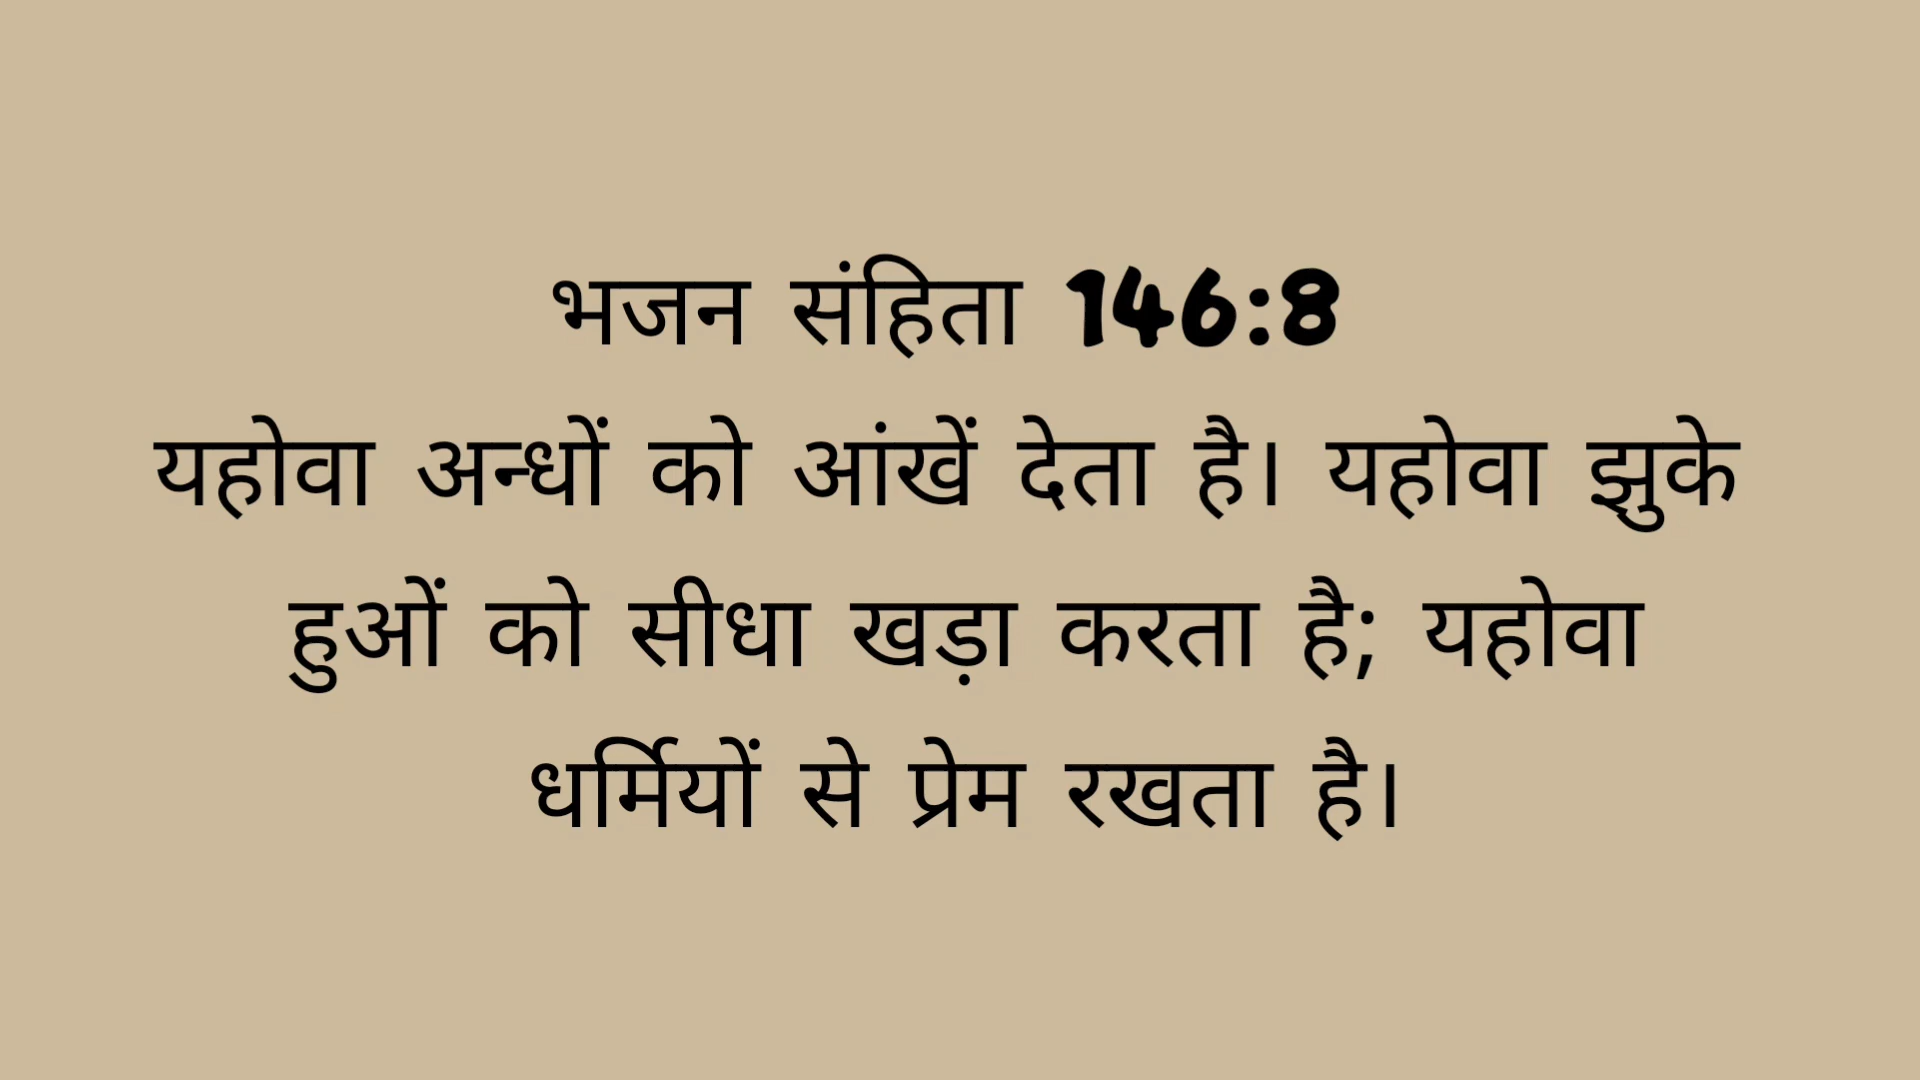 भजन संहिता 146:8
यहोवा अन्धों को आंखें देता है। यहोवा झुके
हुओं को सीधा खड़ा करता है; यहोवा
धर्मियों से प्रेम रखता है।